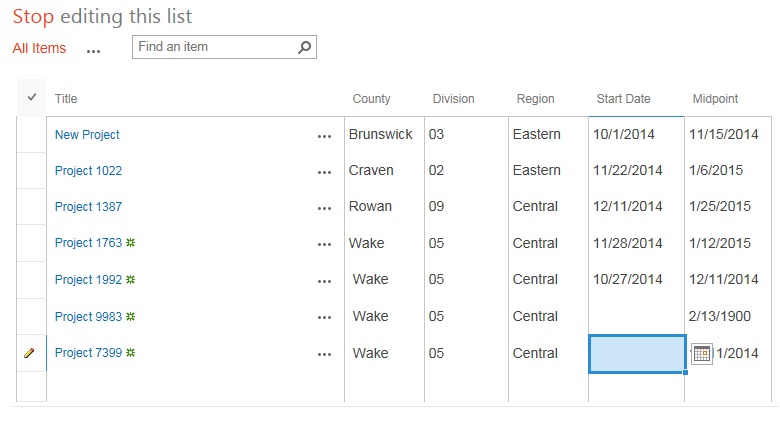 Stop editing this list
All Items ... Find an item
Title County Division Region Start Date Midpoint
New Project ... Brunswick 03 Eastern 10/1/2014 11/15/2014
Project 1022 ... Craven 02 Eastern 11/22/2014 1/6/2015
Project 1387 ... Rowan 09 Central 12/11/2014 1/25/2015
Project 1763 ... Wake 05 Central 11/28/2014 1/12/2015
Project 1992 ... Wake 05 Central 10/27/2014 12/11/2014
Project 9983 ... Wake 05 Central 2/13/1900
Project 7399 ... Wake 05 Central 1/2014